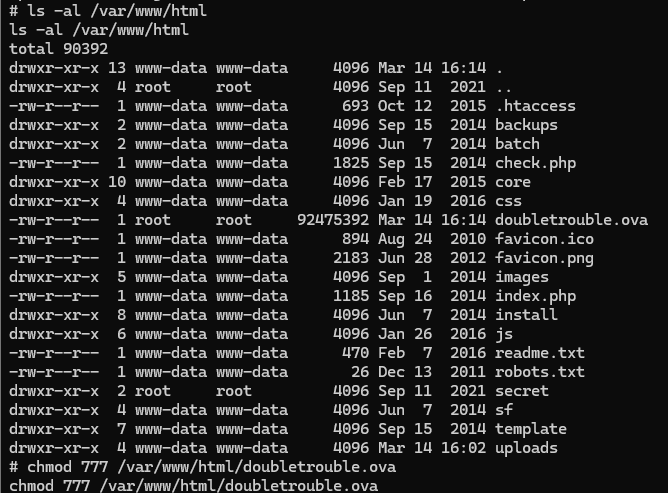 # ls -al /var/www/html
ls -al /var/www/html
total 90392
drwxr-xr-x 13 www-data www-data     4096 Mar 14 16:14 .
drwxr-xr-x  4 root     root         4096 Sep 11  2021 ..
-rw-r--r--  1 www-data www-data      693 Oct 12  2015 .htaccess
drwxr-xr-x  2 www-data www-data     4096 Sep 15  2014 backups
drwxr-xr-x  2 www-data www-data     4096 Jun  7  2014 batch
-rw-r--r--  1 www-data www-data     1825 Sep 15  2014 check.php
drwxr-xr-x 10 www-data www-data     4096 Feb 17  2015 core
drwxr-xr-x  4 www-data www-data     4096 Jan 19  2016 css
-rw-r--r--  1 root     root     92475392 Mar 14 16:14 doubletrouble.ova
-rw-r--r--  1 www-data www-data      894 Aug 24  2010 favicon.ico
-rw-r--r--  1 www-data www-data     2183 Jun 28  2012 favicon.png
drwxr-xr-x  5 www-data www-data     4096 Sep  1  2014 images
-rw-r--r--  1 www-data www-data     1185 Sep 16  2014 index.php
drwxr-xr-x  8 www-data www-data     4096 Jun  7  2014 install
drwxr-xr-x  6 www-data www-data     4096 Jan 26  2016 js
-rw-r--r--  1 www-data www-data      470 Feb  7  2016 readme.txt
-rw-r--r--  1 www-data www-data       26 Dec 13  2011 robots.txt
drwxr-xr-x  2 root     root         4096 Sep 11  2021 secret
drwxr-xr-x  4 www-data www-data     4096 Jun  7  2014 sf
drwxr-xr-x  7 www-data www-data     4096 Sep 15  2014 template
drwxr-xr-x  4 www-data www-data     4096 Mar 14 16:02 uploads
# chmod 777 /var/www/html/doubletrouble.ova
chmod 777 /var/www/html/doubletrouble.ova